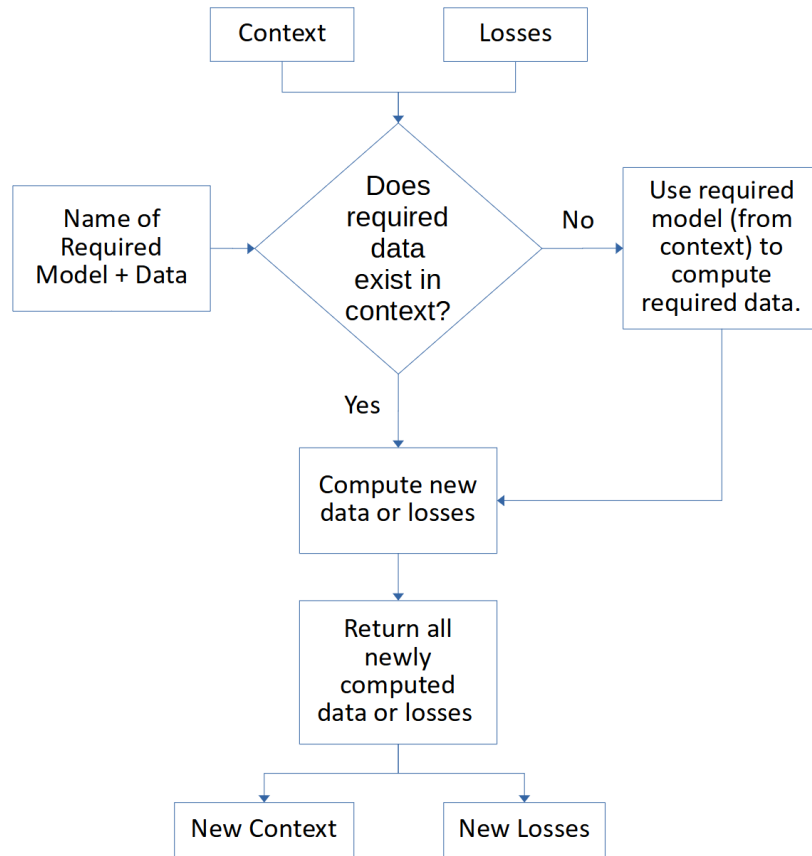 Context
Losses
Name of
Required
Model + Data
Does
required
data
exist in
context?
No
Use required
model (from
context) to
compute
required data.
Yes
Compute new
data or losses
Return all
newly
computed
data or losses
New Context
New Losses